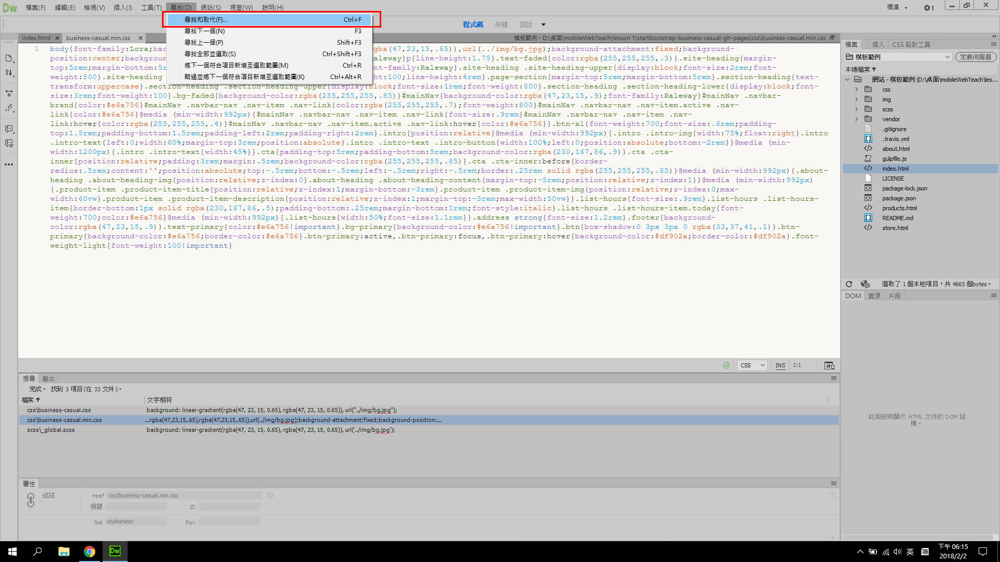 Dw 檔案(F) 編輯(E) 檢視(V) 插入(I) 工具(T) 尋找(D) 網站(S) 視窗(W) 說明(H) 標準
尋找和取代(F)... Ctrl+F
尋找下一個(N) F3
尋找上一個(P) Shift+F3
尋找全部並選取(S) Ctrl+Shift+F3
將下一個符合項目新增至選取範圍(M) Ctrl+R
略過並將下一個符合項目新增至選取範圍(K) Ctrl+Alt+R
程式碼 分割 設計
index.html business-casual.min.css 模板範例 - D:\桌面\mobileWebTeach\lesson 1\startbootstrap-business-casual-gh-pages\css\business-casual.min.css
1 body{font-family:Lora;bac rgba(47,23,15,.65)),url(../img/bg.jpg);background-attachment:fixed;background-
position:center;background aleway}p{line-height:1.75}.text-faded{color:rgba(255,255,255,.3)}.site-heading{margin-
top:5rem;margin-bottom:5r font-family:Raleway}.site-heading .site-heading-upper{display:block;font-size:2rem;font-
weight:800}.site-heading ght:100;line-height:4rem}.page-section{margin-top:5rem;margin-bottom:5rem}.section-heading{text-
transform:uppercase}.section-heading .section-heading-upper{display:block;font-size:1rem;font-weight:800}.section-heading .section-heading-lower{display:block;font-
size:3rem;font-weight:100}.bg-faded{background-color:rgba(255,255,255,.85)}#mainNav{background-color:rgba(47,23,15,.9);font-family:Raleway}#mainNav .navbar-
brand{color:#e6a756}#mainNav .navbar-nav .nav-item .nav-link{color:rgba(255,255,255,.7);font-weight:800}#mainNav .navbar-nav .nav-item.active .nav-
link{color:#e6a756}@media (min-width:992px){#mainNav .navbar-nav .nav-item .nav-link{font-size:.9rem}#mainNav .navbar-nav .nav-item .nav-
link:hover{color:rgba(255,255,255,.4)}#mainNav .navbar-nav .nav-item.active .nav-link:hover{color:#e6a756}}.btn-xl{font-weight:700;font-size:.8rem;padding-
top:1.5rem;padding-bottom:1.5rem;padding-left:2rem;padding-right:2rem}.intro{position:relative}@media (min-width:992px){.intro .intro-img{width:75%;float:right}.intro
.intro-text{left:0;width:60%;margin-top:3rem;position:absolute}.intro .intro-text .intro-button{width:100%;left:0;position:absolute;bottom:-2rem}}@media (min-
width:1200px){.intro .intro-text{width:45%}}.cta{padding-top:5rem;padding-bottom:5rem;background-color:rgba(230,167,86,.9)}.cta .cta-
inner{position:relative;padding:3rem;margin:.5rem;background-color:rgba(255,255,255,.85)}.cta .cta-inner:before{border-
radius:.5rem;content:'';position:absolute;top:-.5rem;bottom:-.5rem;left:-.5rem;right:-.5rem;border:.25rem solid rgba(255,255,255,.85)}@media (min-width:992px){.about-
heading .about-heading-img{position:relative;z-index:0}.about-heading .about-heading-content{margin-top:-5rem;position:relative;z-index:1}}@media (min-width:992px)
{.product-item .product-item-title{position:relative;z-index:1;margin-bottom:-3rem}.product-item .product-item-img{position:relative;z-index:0;max-
width:60vw}.product-item .product-item-description{position:relative;z-index:1;margin-top:-3rem;max-width:50vw}}.list-hours{font-size:.9rem}.list-hours .list-hours-
item{border-bottom:1px solid rgba(230,167,86,.5);padding-bottom:.25rem;margin-bottom:1rem;font-style:italic}.list-hours .list-hours-item.today{font-
weight:700;color:#e6a756}@media (min-width:992px){.list-hours{width:50%;font-size:1.1rem}}.address strong{font-size:1.2rem}.footer{background-
color:rgba(47,23,15,.9)}.text-primary{color:#e6a756!important}.bg-primary{background-color:#e6a756!important}.btn{box-shadow:0 3px 3px 0 rgba(33,37,41,.1)}.btn-
primary{background-color:#e6a756;border-color:#e6a756}.btn-primary:active,.btn-primary:focus,.btn-primary:hover{background-color:#df902a;border-color:#df902a}.font-
weight-light{font-weight:100!important}
CSS INS 1:1
檔案 插入 CSS 設計工具
模板範例 定義伺服器
本機檔案
網站 - 模板範例 (D:\桌面\mobileWebTeach\les...
css
img
scss
vendor
.gitignore
.travis.yml
about.html
gulpfile.js
index.html
LICENSE
package-lock.json
package.json
products.html
README.md
store.html
選取了 1 個本地項目，共 4665 個bytes。
DOM 資源 片段
此面板將顯示 HTML 文件的 DOM 結
構。
搜尋 輸出
完成。 找到 3 項目(在 33 文件)。
檔案 文字相符
css\business-casual.css background: linear-gradient(rgba(47, 23, 15, 0.65), rgba(47, 23, 15, 0.65)), url("../img/bg.jpg");
css\business-casual.min.css ...rgba(47,23,15,.65),rgba(47,23,15,.65)),url(../img/bg.jpg);background-attachment:fixed;background-position:...
scss\_global.scss background: linear-gradient(rgba(47, 23, 15, 0.65), rgba(47, 23, 15, 0.65)), url('../img/bg.jpg');
屬性
連結 Href css/business-casual.min.css
標題 ID
Rel stylesheet Rev
Dw 英 下午 06:15
2018/2/2